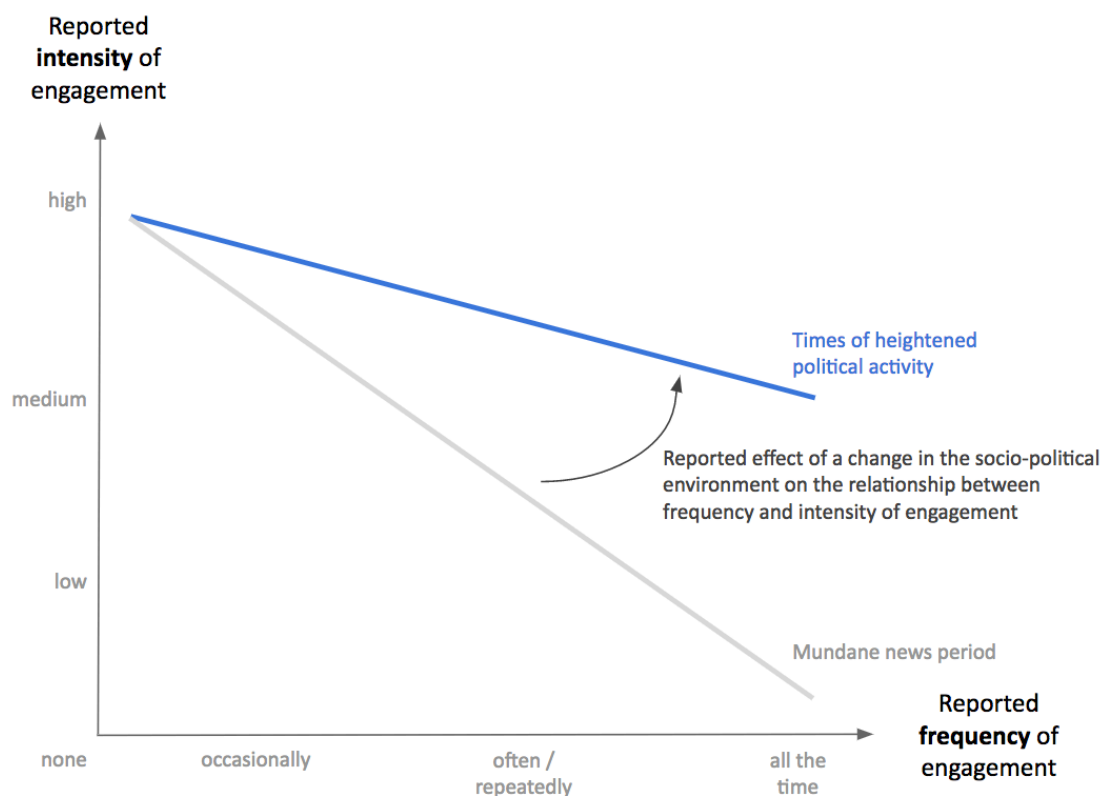 Reported
intensity of
engagement
high
medium
low
none
Times of heightened
political activity
Reported effect of a change in the socio-political
environment on the relationship between
frequency and intensity of engagement
Mundane news period
Reported
frequency of
engagement
occasionally
often /
repeatedly
all the
time